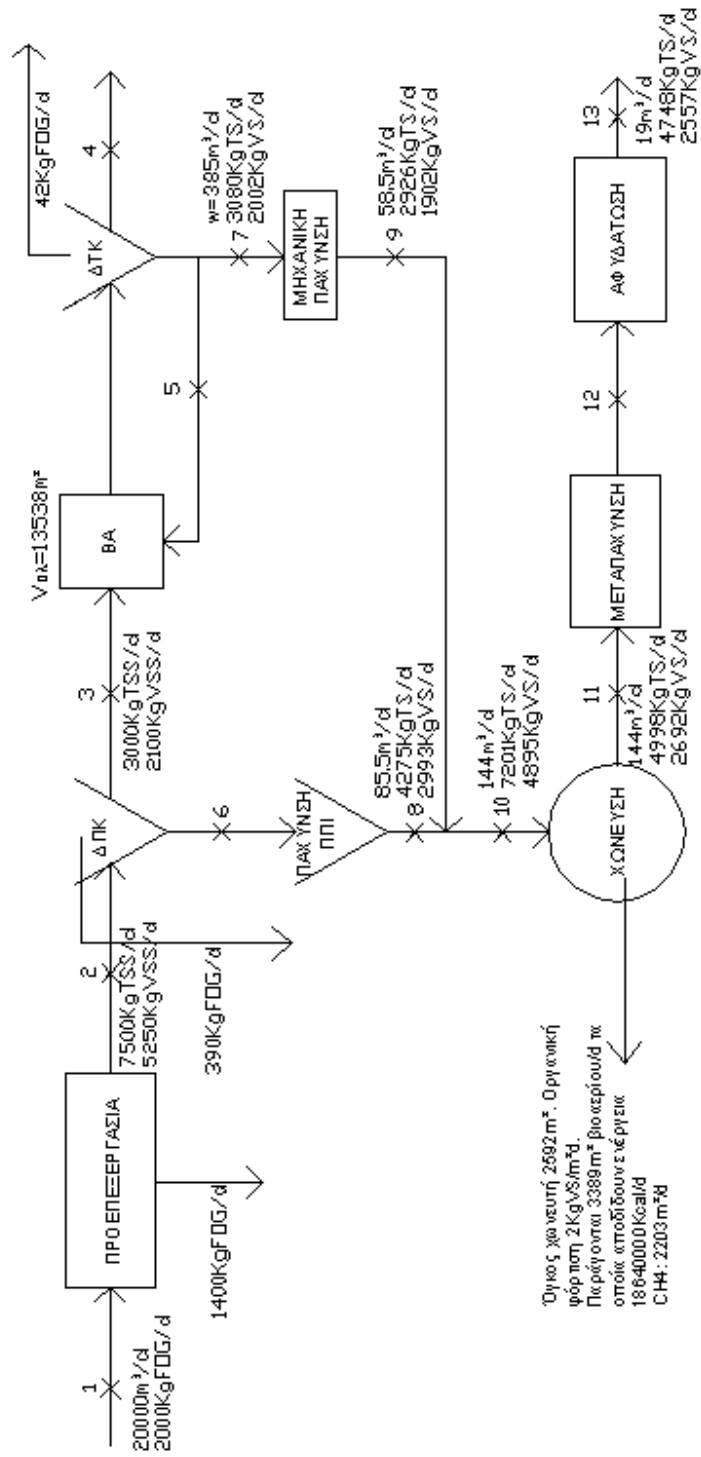 1
20000m³/d
2000KgFOG/d
ΠΡΟΕΠΕΞΕΡΓΑΣΙΑ
1400KgFOG/d
2
7500KgTSS/d
5250KgVSS/d
390KgFOG/d
ΔΠΚ
3
3000KgTSS/d
2100KgVSS/d
Vπλ=13538m³
ΒΑ
5
ΔΤΚ
42KgFOG/d
4
w=385m³/d
3080KgTS/d
2002KgVS/d
7
ΜΗΧΑΝΙΚΗ
ΠΑΧΥΝΣΗ
9
58.5m³/d
2926KgTS/d
1902KgVS/d
6
ΠΑΧΥΝΣΗ
ΠΠΙ
85.5m³/d
4275KgTS/d
2993KgVS/d
8
144m³/d
7201KgTS/d
4895KgVS/d
10
ΧΩΝΕΥΣΗ
Όγκος χωνευτή 2592m³. Οργανική
φόρτιση 2KgVS/m³d.
Παράγονται 3389m³ βιοαερίου/d τα
οποία αποδίδουν ενέργεια
18640000Kcal/d
CH4: 2203m³/d
11
144m³/d
4998KgTS/d
2692KgVS/d
ΜΕΤΑΠΑΧΥΝΣΗ
12
ΑΦΥΔΑΤΩΣΗ
13
19m³/d
4748KgTS/d
2557KgVS/d